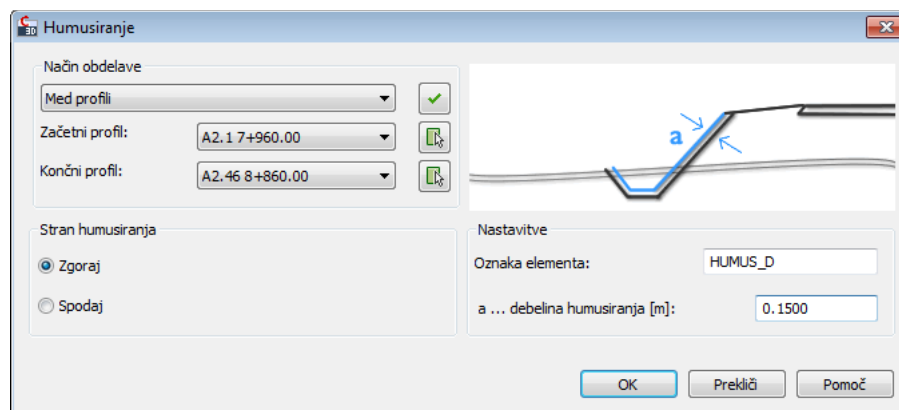 Humusiranje
Način obdelave
Med profili
Začetni profil: A2.1 7+960.00
Končni profil: A2.46 8+860.00
a
Stran humusiranja
Zgoraj
Spodaj
Nastavitve
Oznaka elementa: HUMUS_D
a ... debelina humusiranja [m]: 0.1500
OK Prekliči Pomoč